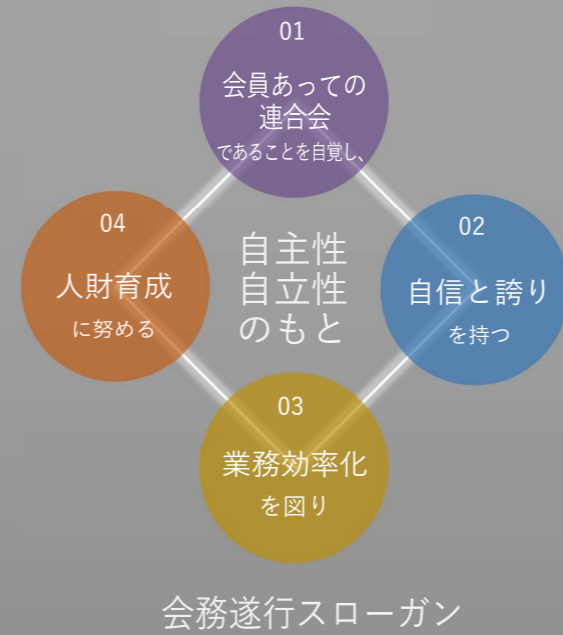 01
会員あっての
連合会
であることを自覚し、
02
自信と誇り
を持つ
03
業務効率化
を図り
04
人財育成
に努める
自主性
自立性
のもと
会務遂行スローガン